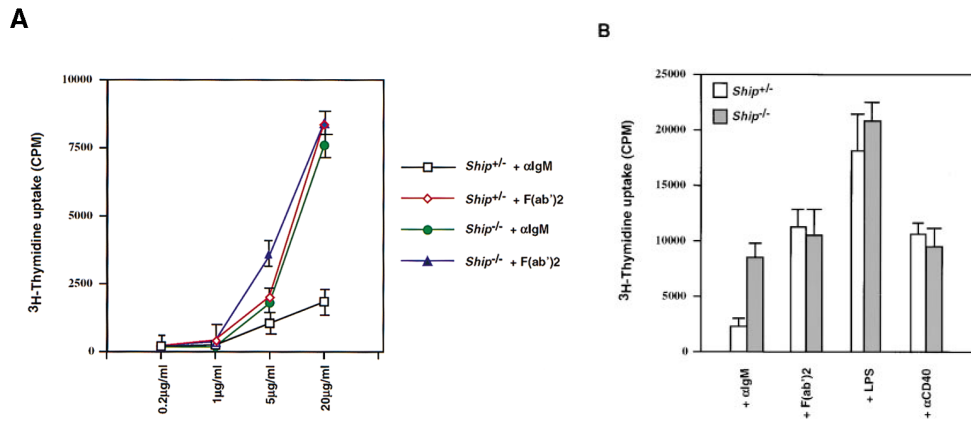 A
³H-Thymidine uptake (CPM)
10000
7500
5000
2500
0
0.2µg/ml
1µg/ml
5µg/ml
20µg/ml
Ship+/- + αIgM
Ship+/- + F(ab')2
Ship-/- + αIgM
Ship-/- + F(ab')2
B
³H-Thymidine uptake (CPM)
25000
20000
15000
10000
5000
0
Ship+/-
Ship-/-
+ αIgM
+ F(ab')2
+ LPS
+ αCD40